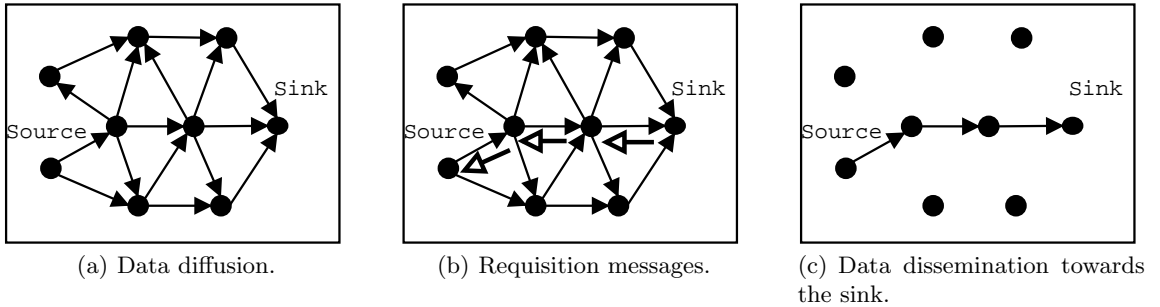 Sink
Source
(a) Data diffusion.
Sink
Source
(b) Requisition messages.
Sink
Source
(c) Data dissemination towards
the sink.